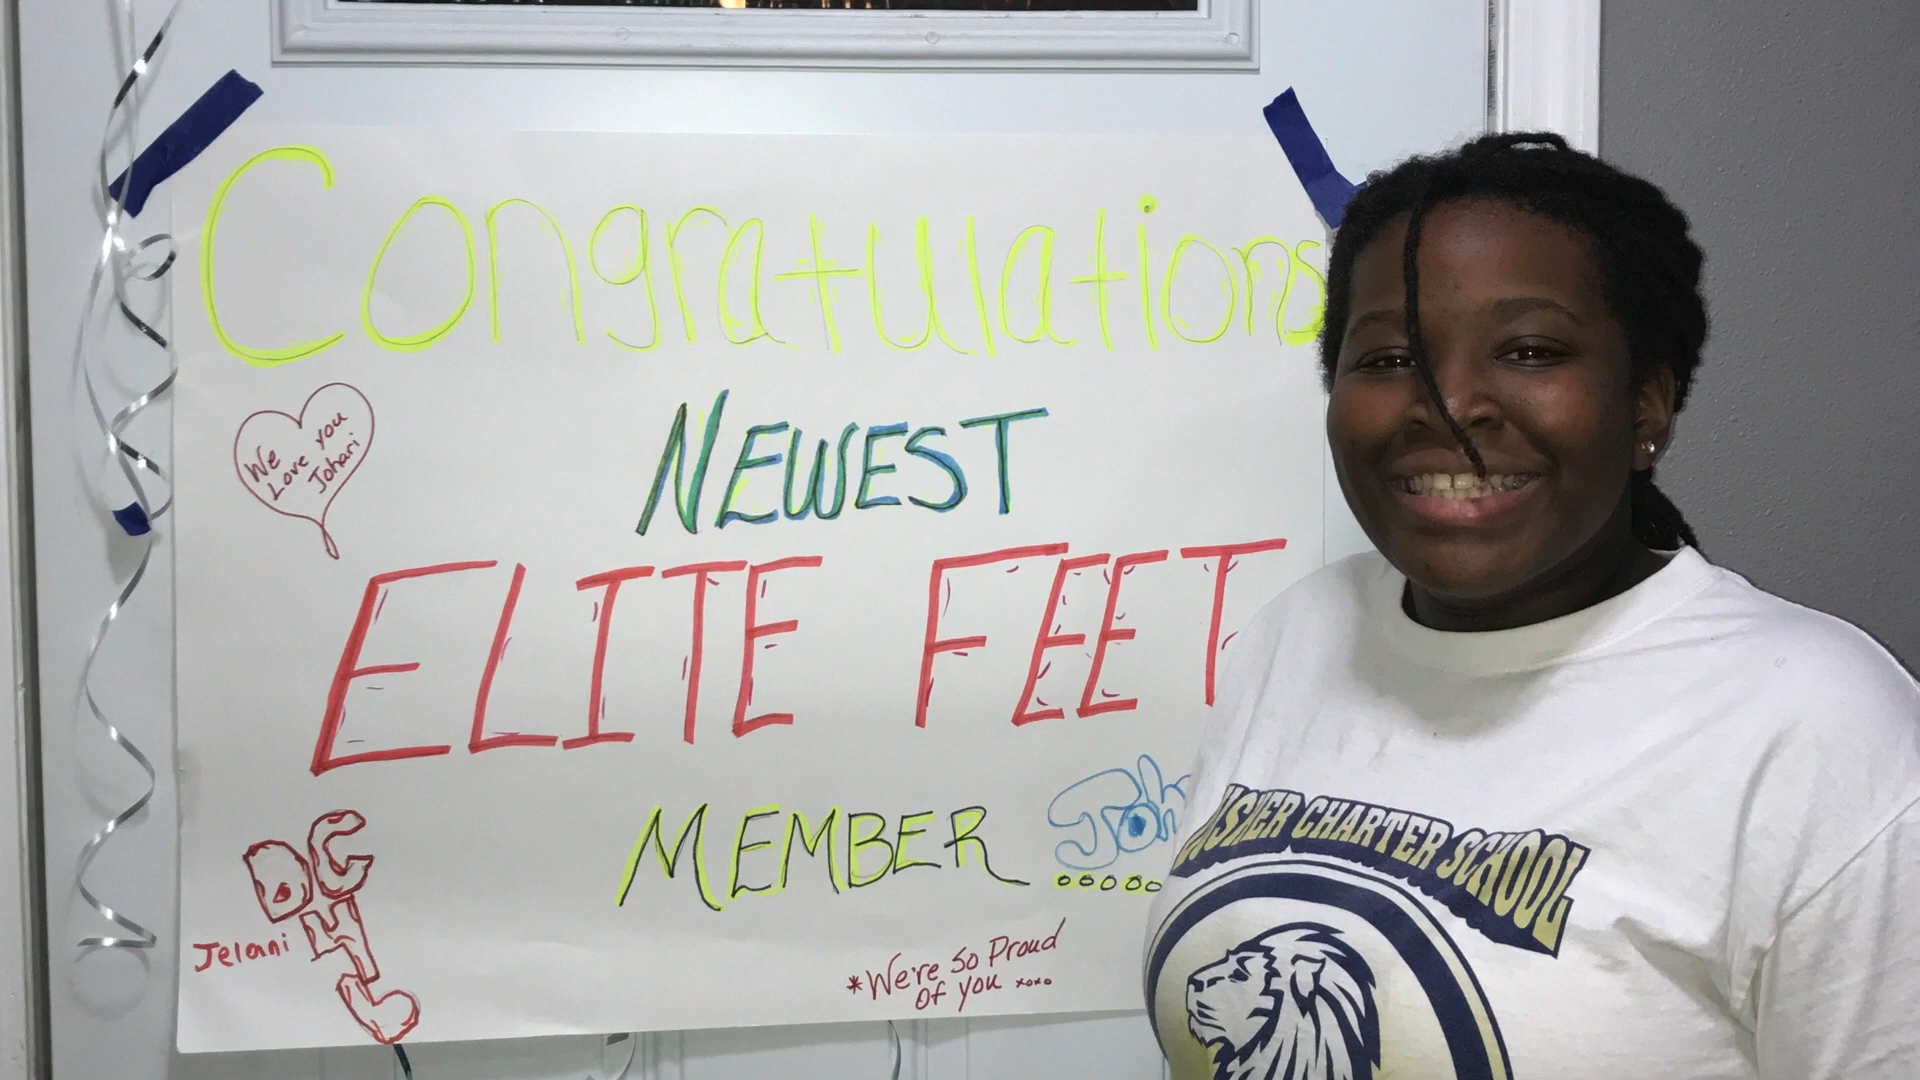 Congratulations
We
Love you
Johari
NEWEST
ELITE FEET
MEMBER
Joh
Jelani
*We're So Proud
Of you xoxo
CHARTER SCHOOL